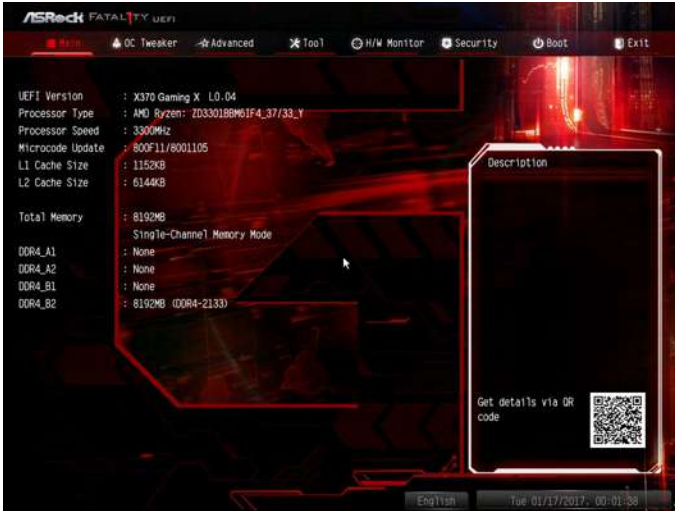 ASRock FATAL1TY UEFI
Main OC Tweaker Advanced Tool H/W Monitor Security Boot Exit
UEFI Version : X370 Gaming X L0.04
Processor Type : AMD Ryzen: ZD3301BBM6IF4_37/33_Y
Processor Speed : 3300MHz
Microcode Update : 800F11/8001105
L1 Cache Size : 1152KB
L2 Cache Size : 6144KB
Total Memory : 8192MB
Single-Channel Memory Mode
DDR4_A1 : None
DDR4_A2 : None
DDR4_B1 : None
DDR4_B2 : 8192MB (DDR4-2133)
Description
Get details via QR
code
English Tue 01/17/2017, 00:01:38